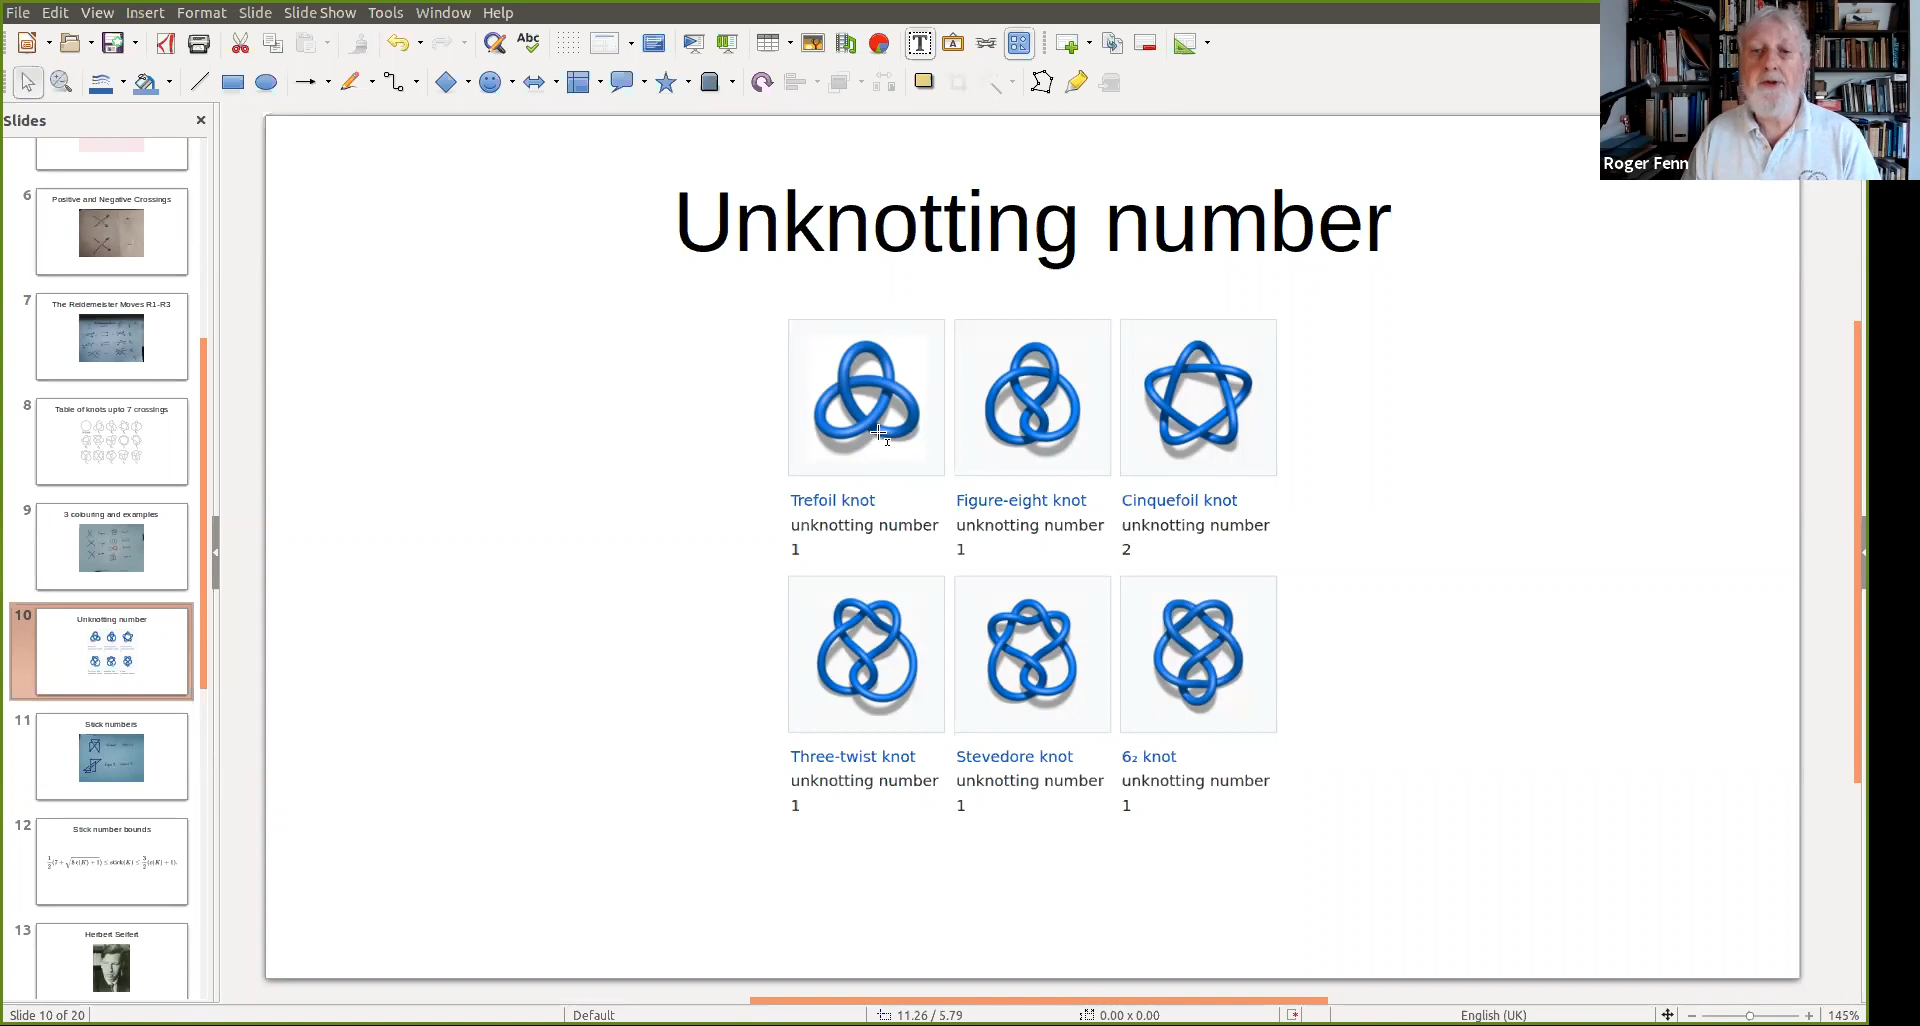 File Edit View Insert Format Slide Slide Show Tools Window Help
Abc
Slides
Roger Fenn
6
Positive and Negative Crossings
7
The Reidemeister Moves R1-R3
8
Table of knots upto 7 crossings
9
3 colouring and examples
10
Unknotting number
11
Stick numbers
12
Stick number bounds
13
Herbert Seifert
Unknotting number
Trefoil knot
unknotting number
1
Figure-eight knot
unknotting number
1
Cinquefoil knot
unknotting number
2
Three-twist knot
unknotting number
1
Stevedore knot
unknotting number
1
6₂ knot
unknotting number
1
Slide 10 of 20
Default
11.26 / 5.79
0.00 x 0.00
English (UK)
145%